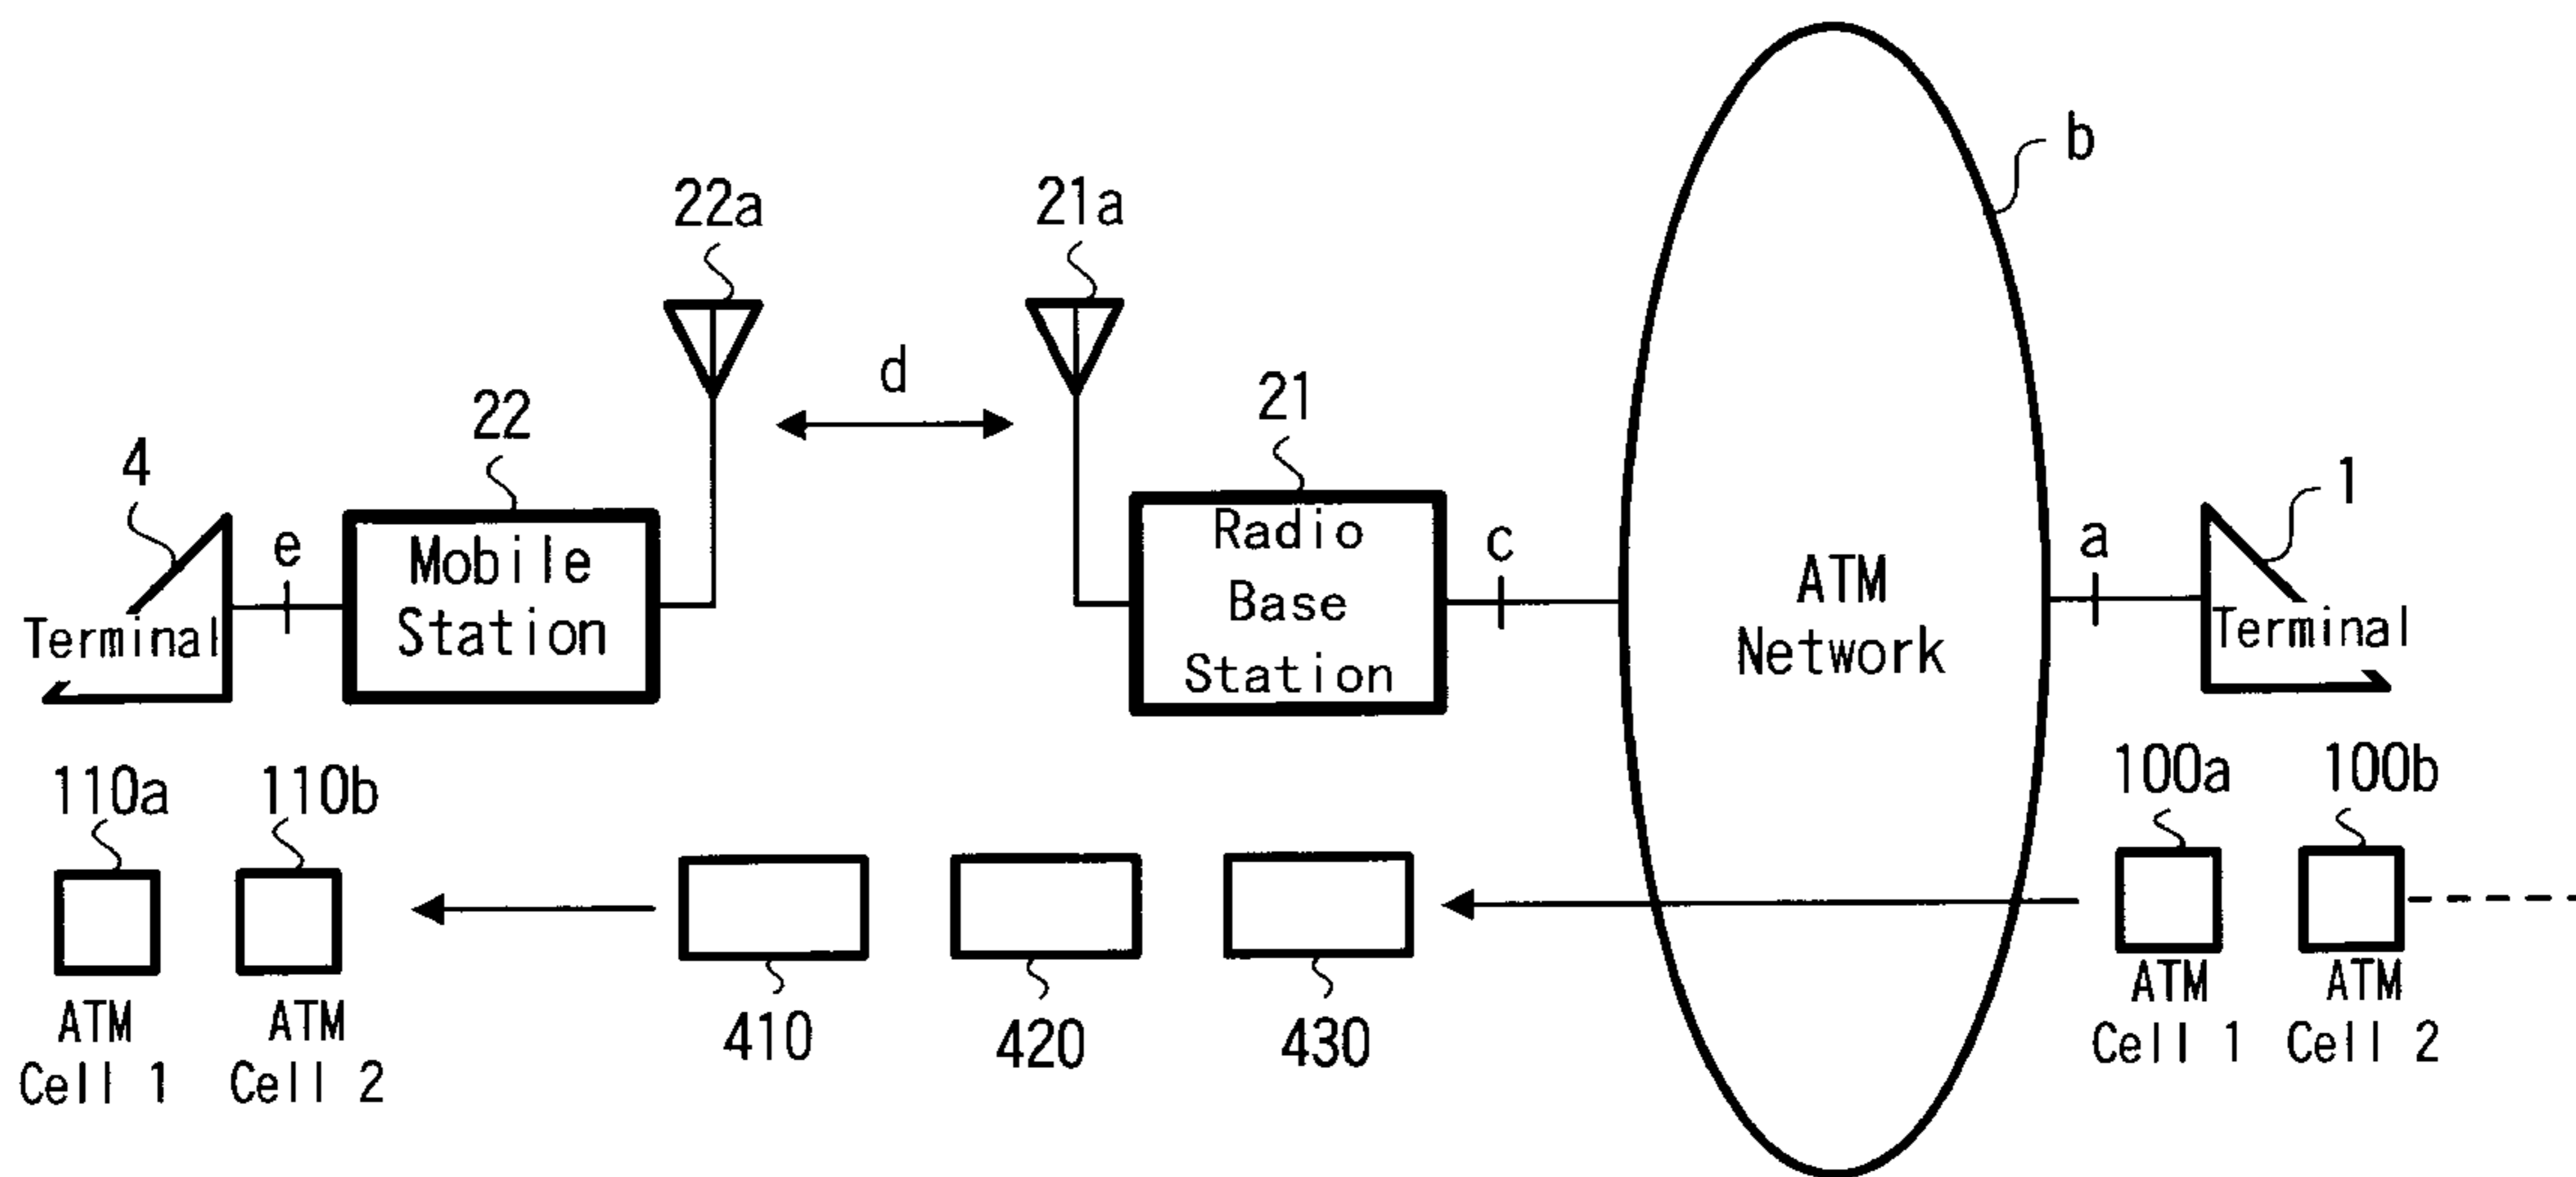 b
22a
21a
d
22
21
4
1
e
Mobile
Station
Terminal
Radio
Base
Station
c
ATM
Network
a
Terminal
110a
110b
100a
100b
410
420
430
ATM
Cell 1
ATM
Cell 2
ATM
Cell 1
ATM
Cell 2